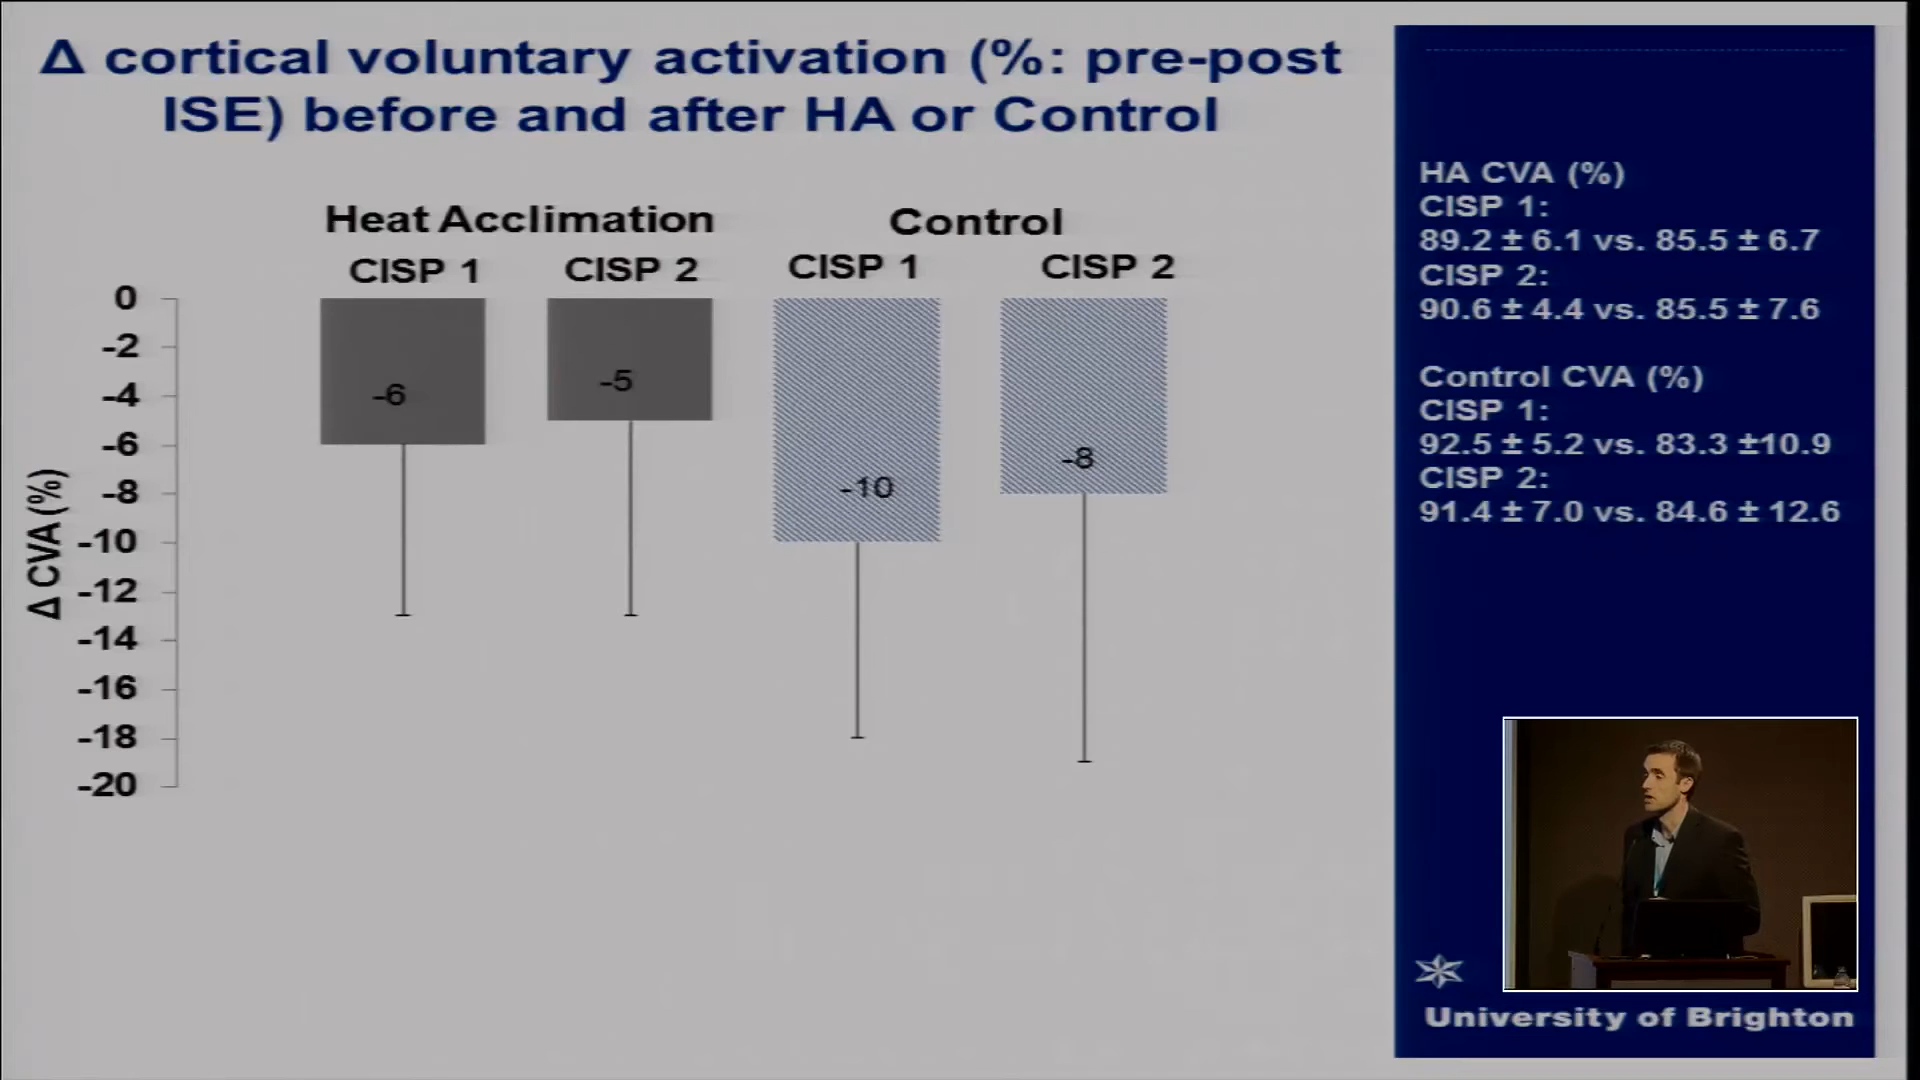 Δ cortical voluntary activation (%: pre-post
ISE) before and after HA or Control
Heat Acclimation
Control
CISP 1
CISP 2
CISP 1
CISP 2
0
-2
-4
-6
-8
-10
-12
-14
-16
-18
-20
Δ CVA (%)
-6
-5
-10
-8
HA CVA (%)
CISP 1:
89.2 ± 6.1 vs. 85.5 ± 6.7
CISP 2:
90.6 ± 4.4 vs. 85.5 ± 7.6
Control CVA (%)
CISP 1:
92.5 ± 5.2 vs. 83.3 ±10.9
CISP 2:
91.4 ± 7.0 vs. 84.6 ± 12.6
University of Brighton